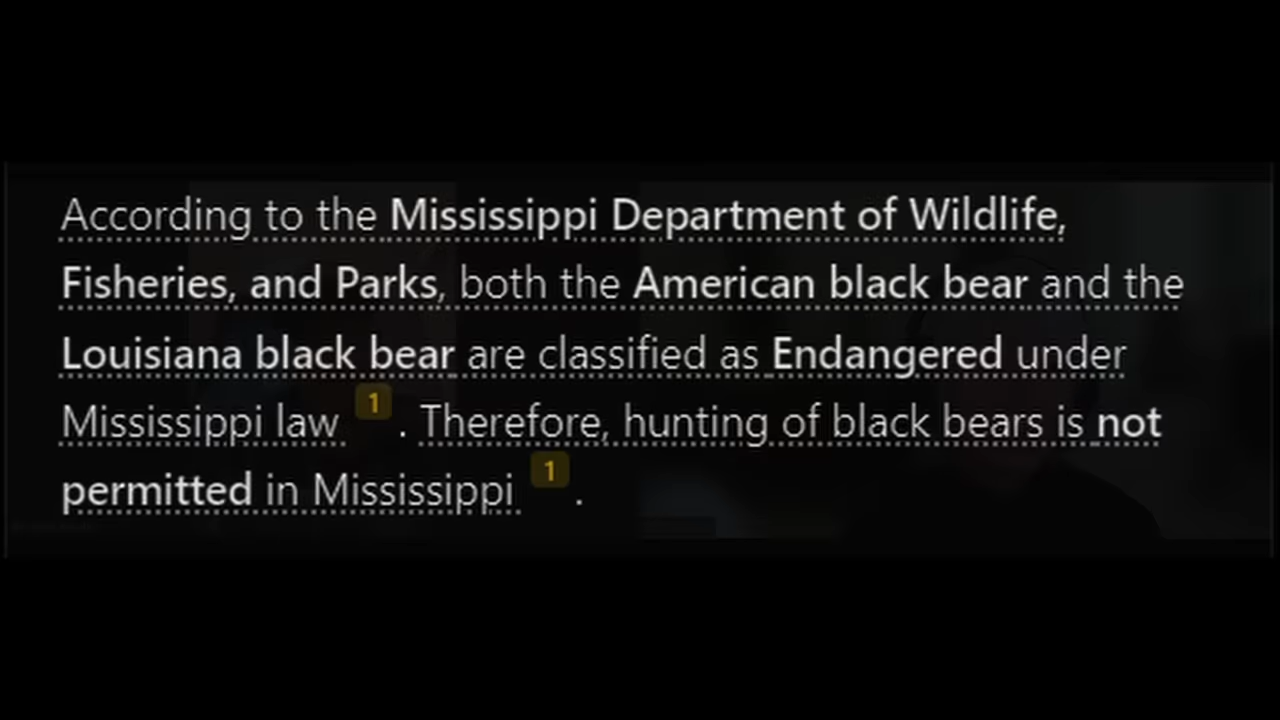 According to the Mississippi Department of Wildlife,
Fisheries, and Parks, both the American black bear and the
Louisiana black bear are classified as Endangered under
Mississippi law 1 . Therefore, hunting of black bears is not
permitted in Mississippi 1 .